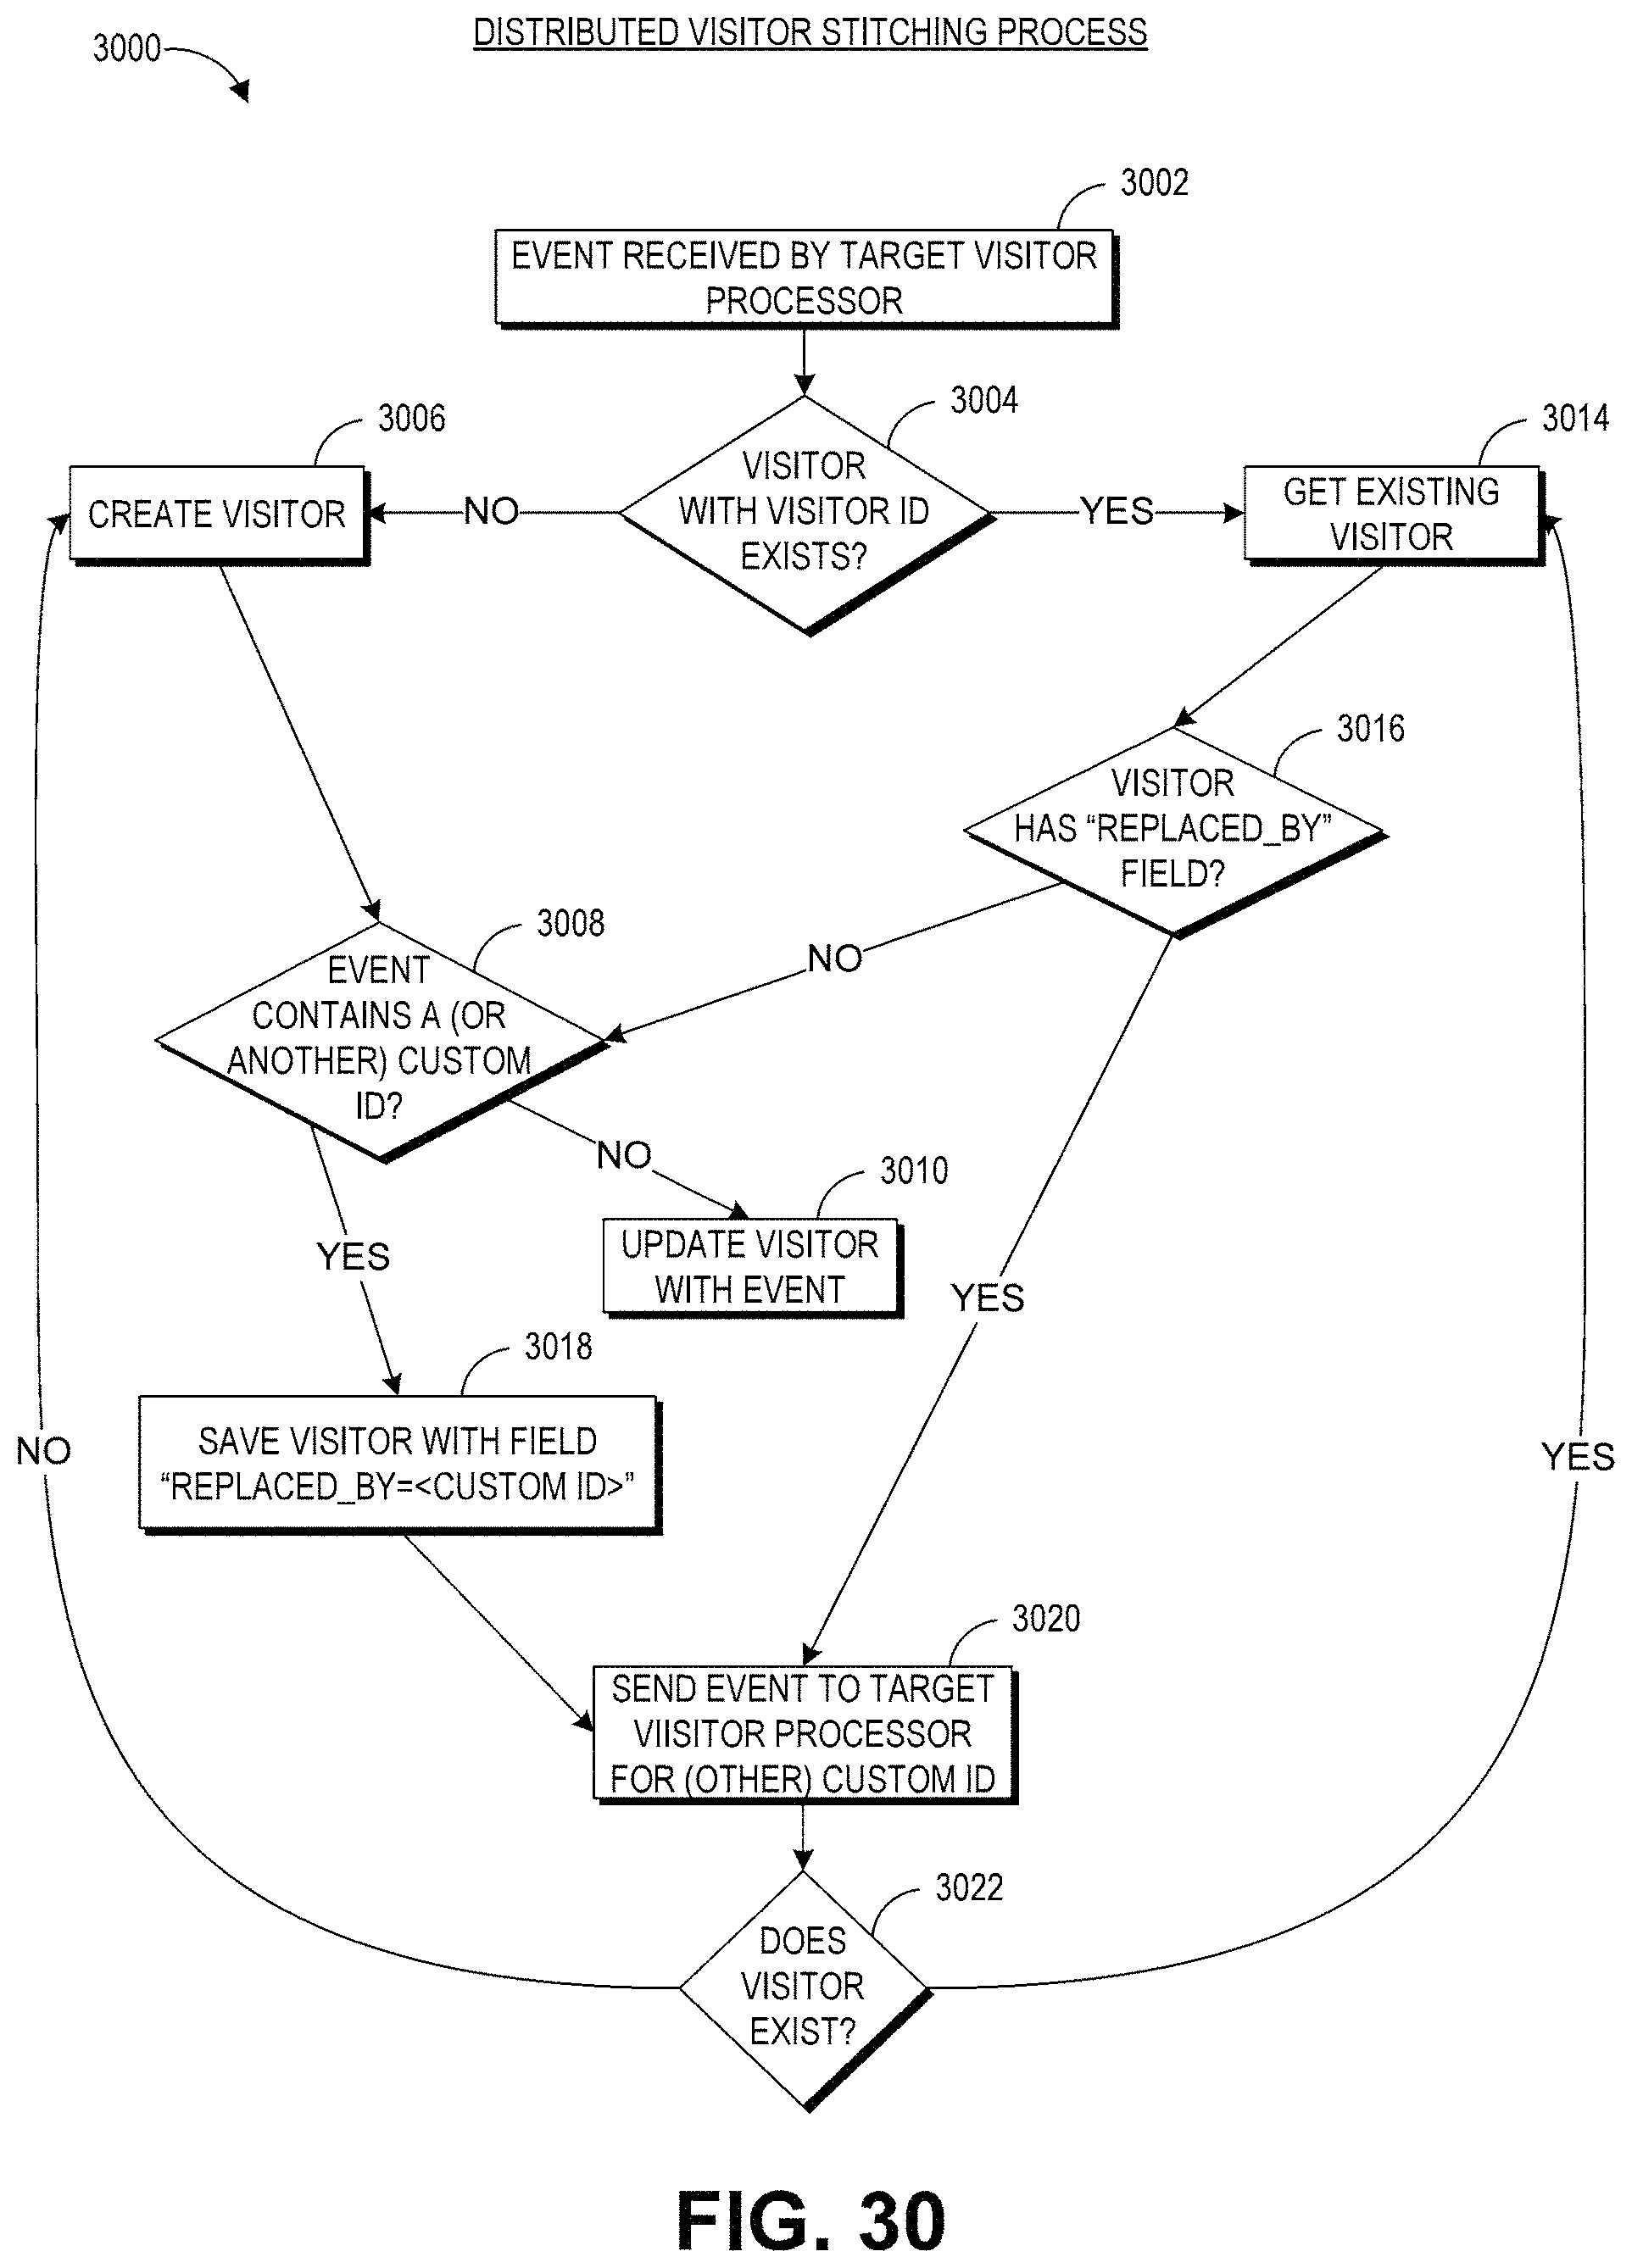 DISTRIBUTED VISITOR STITCHING PROCESS
3000
3002
EVENT RECEIVED BY TARGET VISITOR
PROCESSOR
3004
VISITOR
WITH VISITOR ID
EXISTS?
NO
YES
3006
CREATE VISITOR
3014
GET EXISTING
VISITOR
3016
VISITOR
HAS “REPLACED_BY”
FIELD?
NO
YES
3008
EVENT
CONTAINS A (OR
ANOTHER) CUSTOM
ID?
NO
YES
3010
UPDATE VISITOR
WITH EVENT
3018
SAVE VISITOR WITH FIELD
“REPLACED_BY=<CUSTOM ID>”
3020
SEND EVENT TO TARGET
VIISITOR PROCESSOR
FOR (OTHER) CUSTOM ID
3022
DOES
VISITOR
EXIST?
NO
YES
FIG. 30